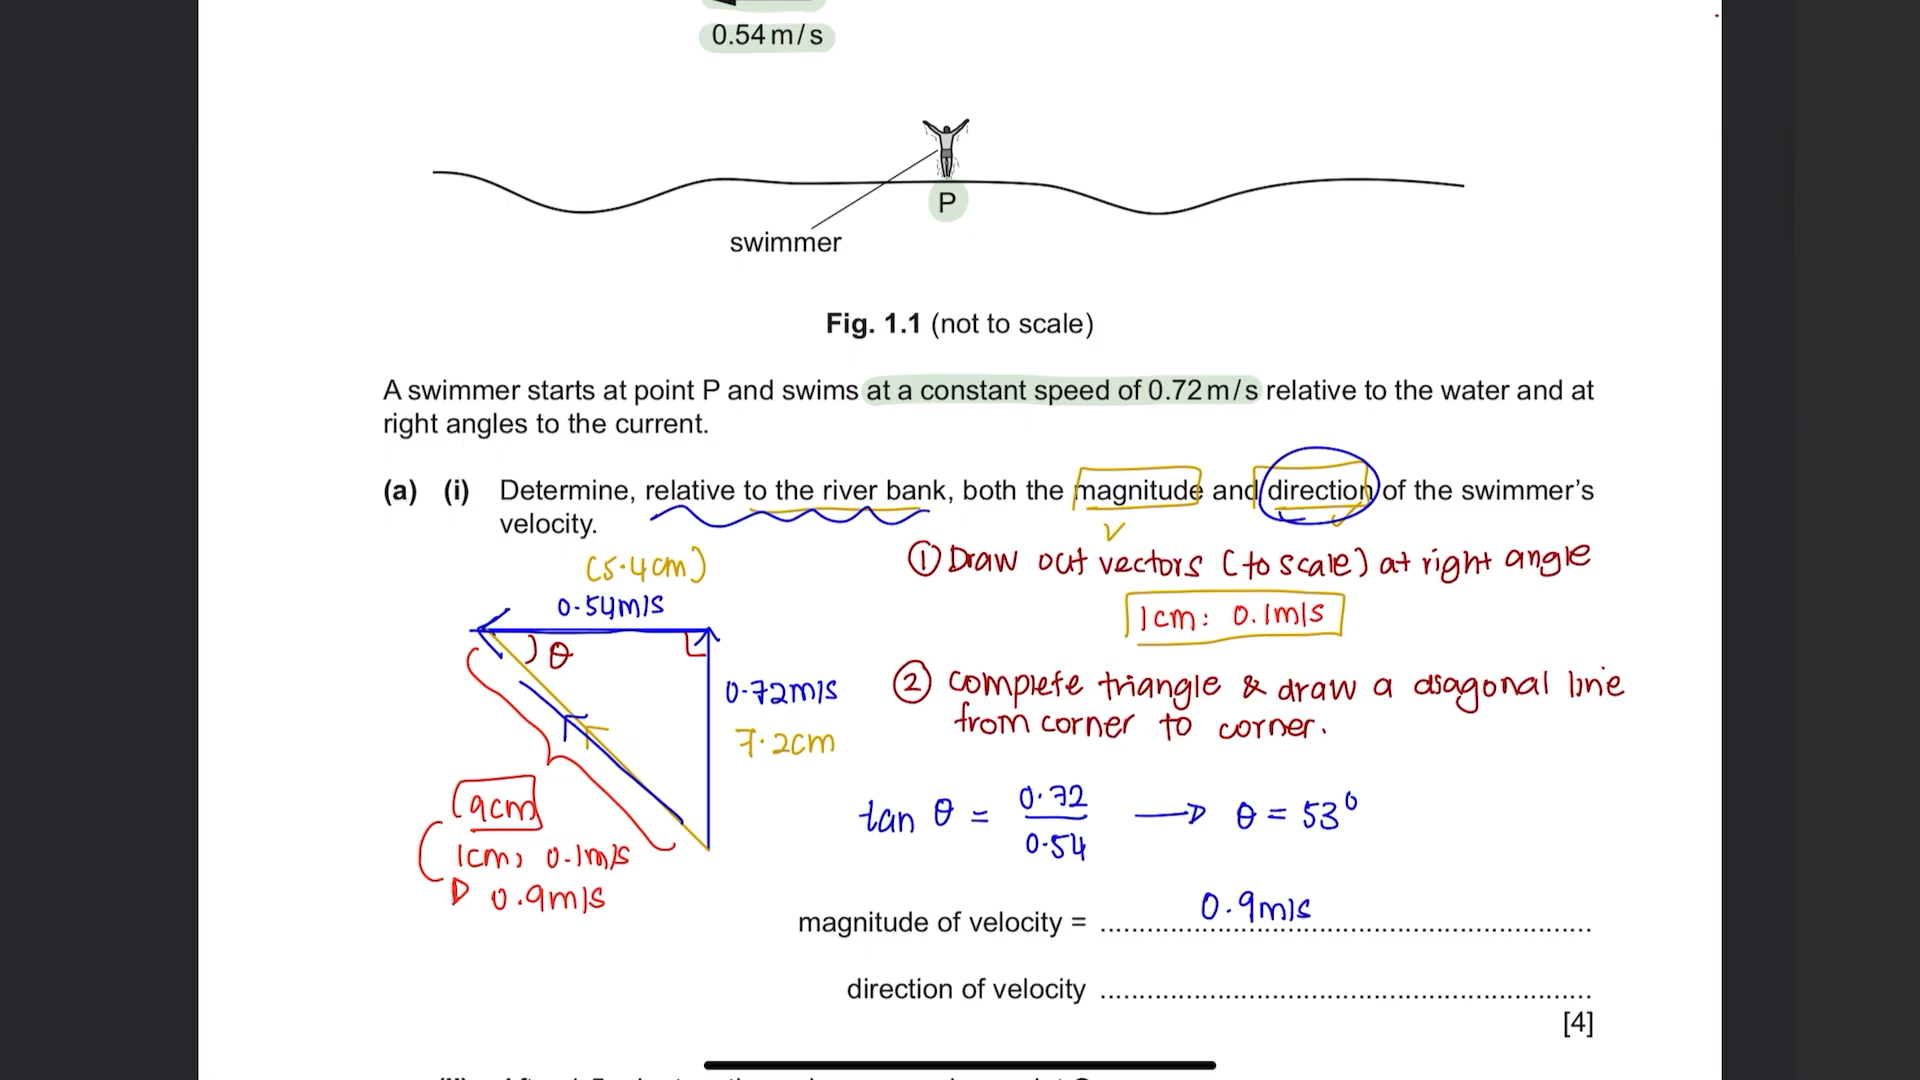 0.54 m/s
P
swimmer
Fig. 1.1 (not to scale)
A swimmer starts at point P and swims at a constant speed of 0.72 m/s relative to the water and at
right angles to the current.
(a) (i) Determine, relative to the river bank, both the magnitude and direction of the swimmer's
velocity.
(5.4cm)
0.54m/s
θ
0.72m/s
7.2cm
9cm
1cm, 0.1m/s
0.9m/s
① Draw out vectors (to scale) at right angle
1cm: 0.1m/s
② complete triangle & draw a diagonal line
from corner to corner.
tan θ = 0.72 / 0.54 → θ = 53°
magnitude of velocity = 0.9m/s
direction of velocity
[4]